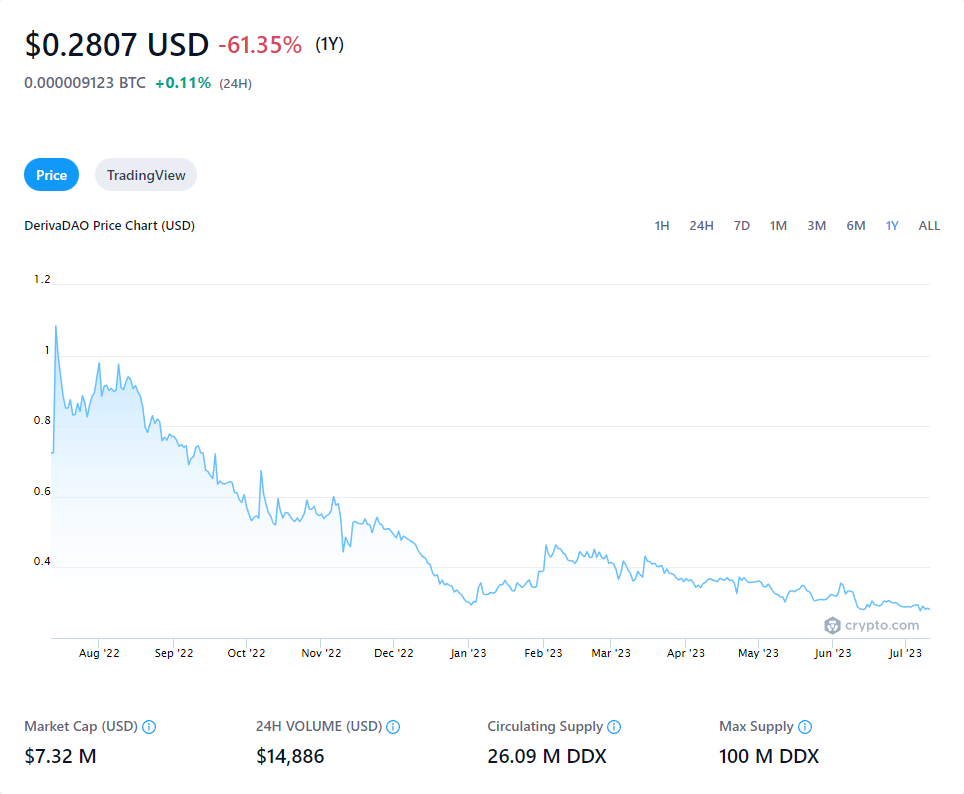 $0.2807 USD -61.35% (1Y)
0.000009123 BTC +0.11% (24H)
Price TradingView
DerivaDAO Price Chart (USD) 1H 24H 7D 1M 3M 6M 1Y ALL
1.2
1
0.8
0.6
0.4
crypto.com
Aug '22 Sep '22 Oct '22 Nov '22 Dec '22 Jan '23 Feb '23 Mar '23 Apr '23 May '23 Jun '23 Jul '23
Market Cap (USD) 24H VOLUME (USD) Circulating Supply Max Supply
$7.32 M $14,886 26.09 M DDX 100 M DDX